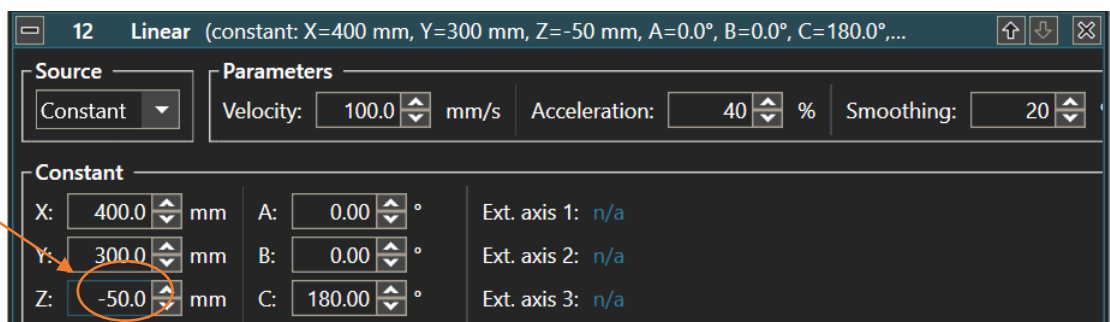 12 Linear (constant: X=400 mm, Y=300 mm, Z=-50 mm, A=0.0°, B=0.0°, C=180.0°,...
Source Parameters
Constant Velocity: 100.0 mm/s Acceleration: 40 % Smoothing: 20
Constant
X: 400.0 mm A: 0.00 ° Ext. axis 1: n/a
Y: 300.0 mm B: 0.00 ° Ext. axis 2: n/a
Z: -50.0 mm C: 180.00 ° Ext. axis 3: n/a